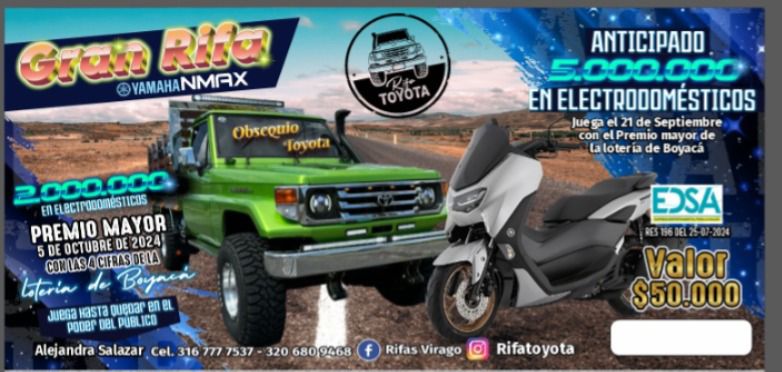 Gran Rifa
YAMAHA NMAX
Rifa
TOYOTA
ANTICIPADO
5.000.000
EN ELECTRODOMÉSTICOS
Juega el 21 de Septiembre
con el Premio mayor de
la lotería de Boyacá
Obsequio
Toyota
2.000.000
EN ELECTRODOMÉSTICOS
PREMIO MAYOR
5 DE OCTUBRE DE 2024
CON LAS 4 CIFRAS DE LA
lotería de Boyacá
JUEGA HASTA QUEDAR EN EL
PODER DEL PÚBLICO
EDSA
RES 196 DEL 25-07-2024
Valor
$50.000
Alejandra Salazar Cel. 316 777 7537 - 320 680 9468 Rifas Virago Rifatoyota